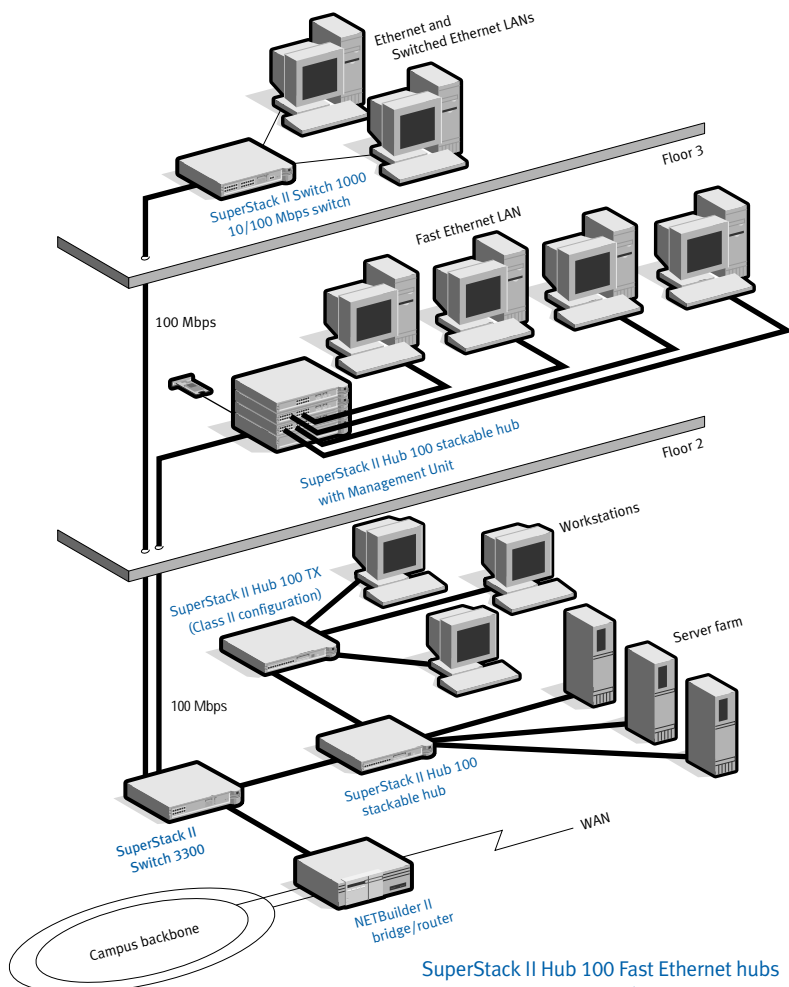 Ethernet and
Switched Ethernet LANs
SuperStack II Switch 1000
10/100 Mbps switch
Floor 3
Fast Ethernet LAN
100 Mbps
SuperStack II Hub 100 stackable hub
with Management Unit
Floor 2
Workstations
SuperStack II Hub 100 TX
(Class II configuration)
Server farm
100 Mbps
SuperStack II Hub 100
stackable hub
SuperStack II
Switch 3300
WAN
NETBuilder II
bridge/router
Campus backbone
SuperStack II Hub 100 Fast Ethernet hubs